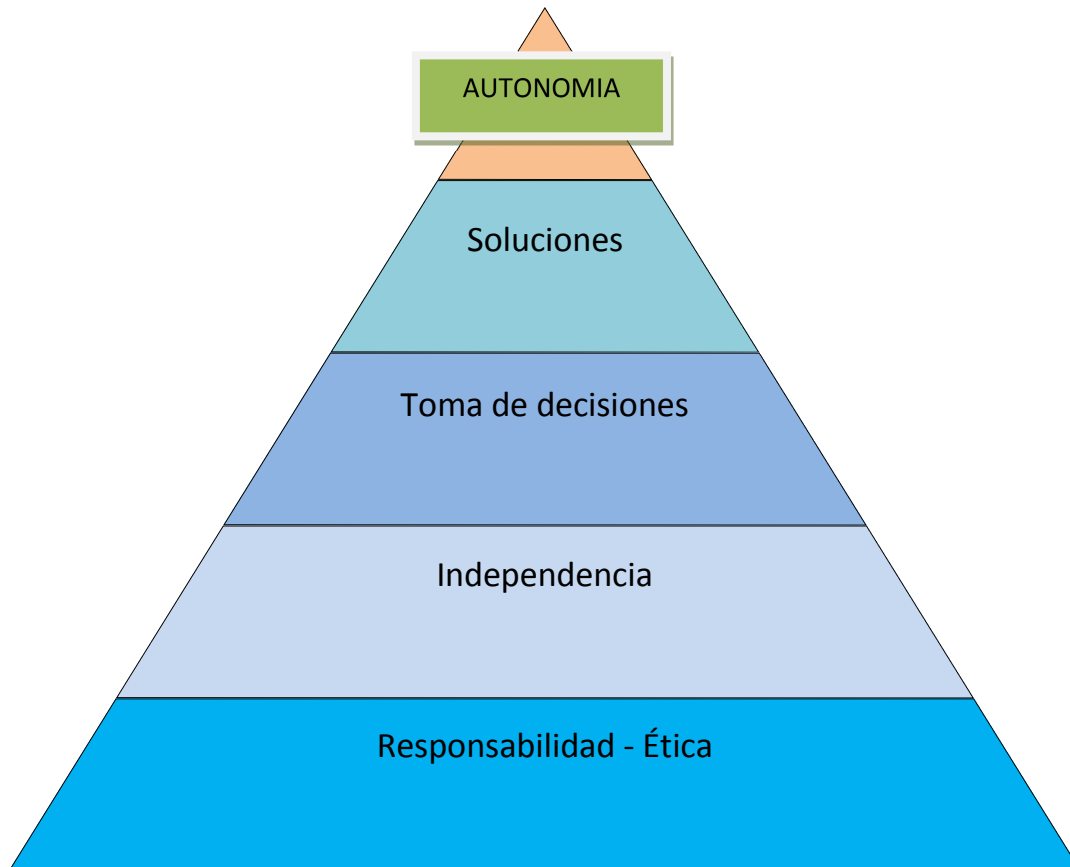 AUTONOMIA
Soluciones
Toma de decisiones
Independencia
Responsabilidad - Ética